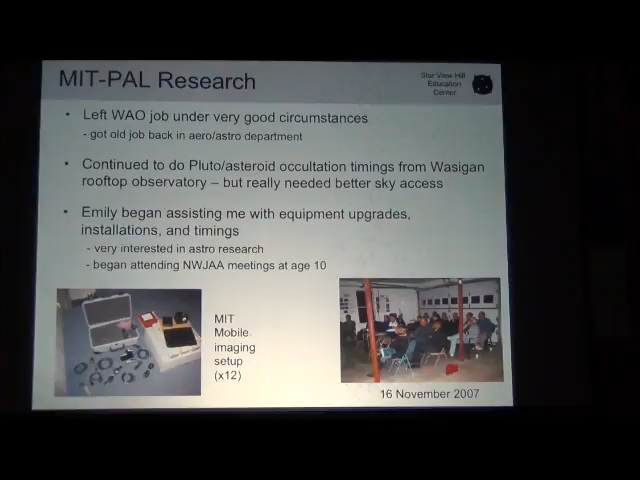 MIT-PAL Research
Star View Hill
Education
Center
• Left WAO job under very good circumstances
- got old job back in aero/astro department
• Continued to do Pluto/asteroid occultation timings from Wasigan
rooftop observatory – but really needed better sky access
• Emily began assisting me with equipment upgrades,
installations, and timings
- very interested in astro research
- began attending NWJAA meetings at age 10
MIT
Mobile
imaging
setup
(x12)
16 November 2007